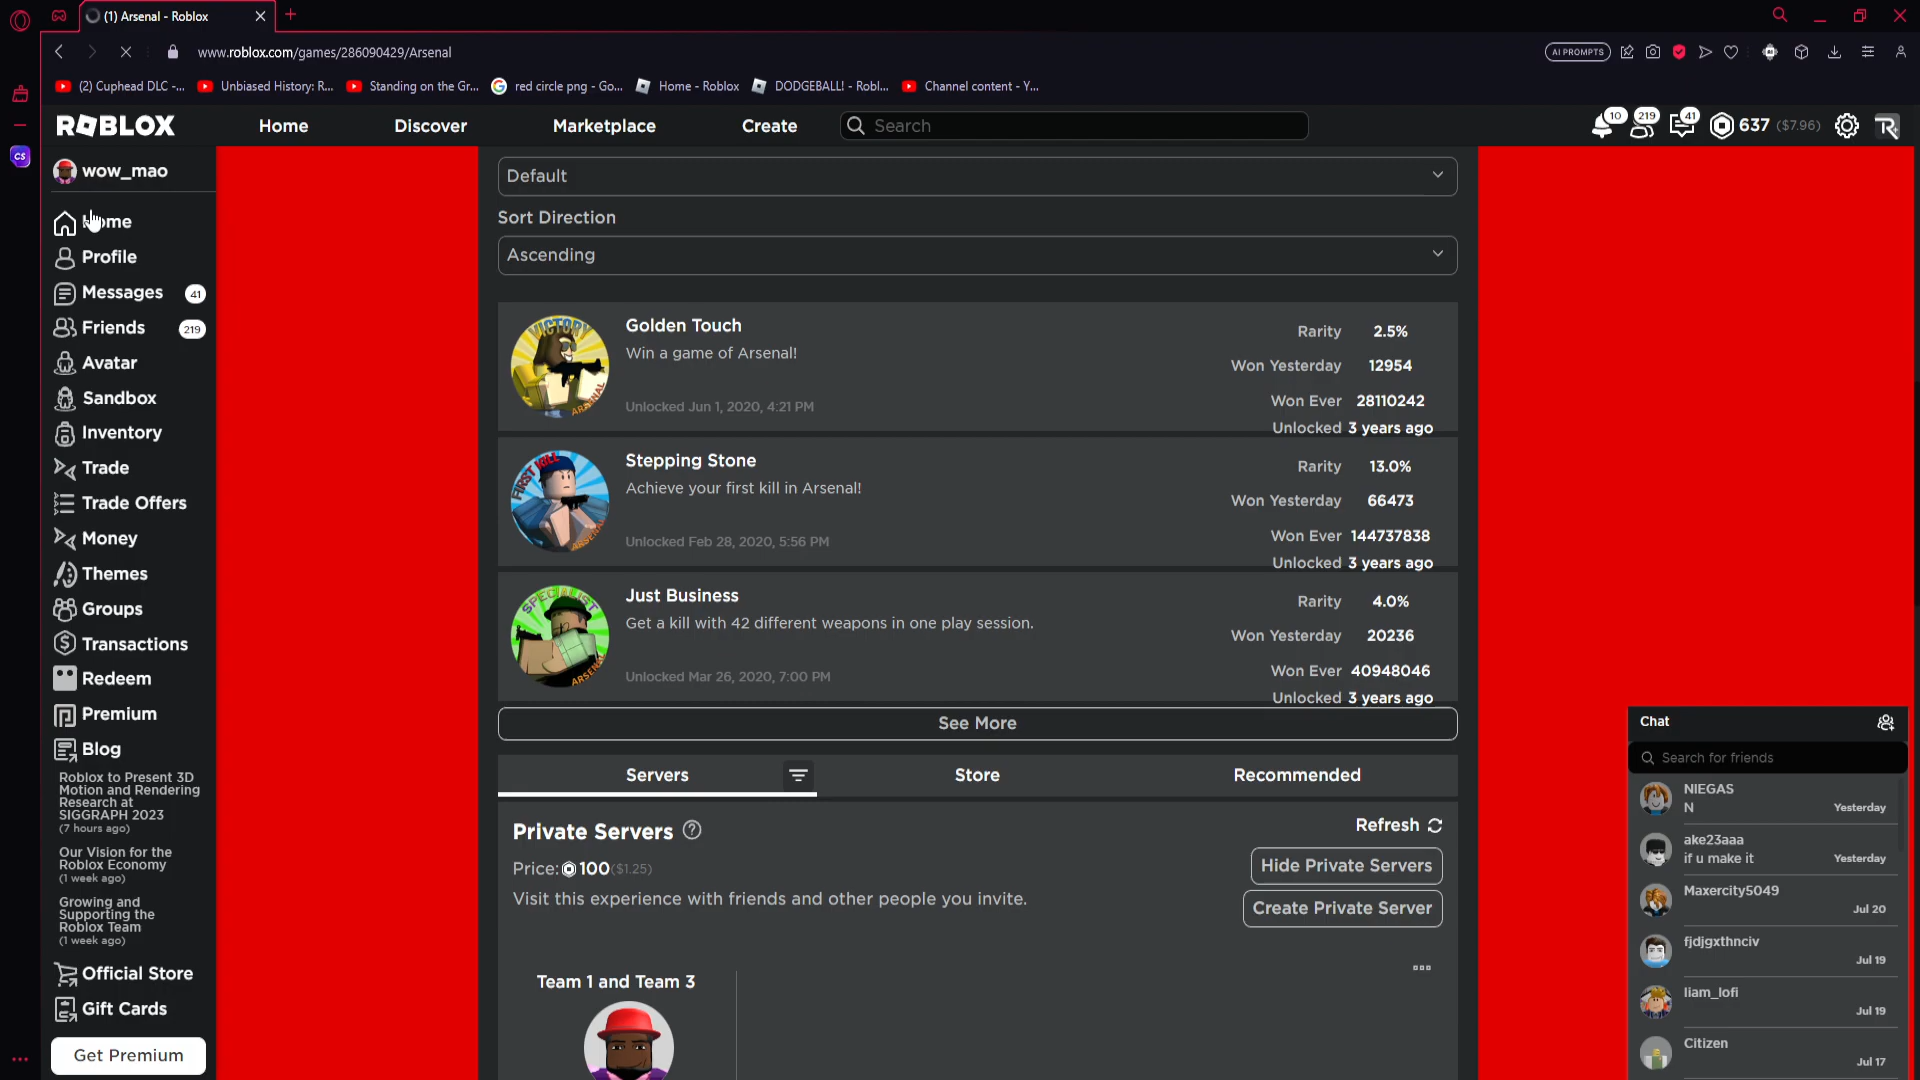 (1) Arsenal - Roblox
www.roblox.com/games/286090429/Arsenal
AI PROMPTS
(2) Cuphead DLC -...
Unbiased History: R...
Standing on the Gr...
red circle png - Go...
Home - Roblox
DODGEBALL! - Robl...
Channel content - Y...
ROBLOX
Home
Discover
Marketplace
Create
Search
10
219
41
637 ($7.96)
CS
wow_mao
Home
Profile
Messages 41
Friends 219
Avatar
Sandbox
Inventory
Trade
Trade Offers
Money
Themes
Groups
Transactions
Redeem
Premium
Blog
Roblox to Present 3D
Motion and Rendering
Research at
SIGGRAPH 2023
(7 hours ago)
Our Vision for the
Roblox Economy
(1 week ago)
Growing and
Supporting the
Roblox Team
(1 week ago)
Official Store
Gift Cards
Get Premium
Default
Sort Direction
Ascending
VICTORY
ARSENAL
Golden Touch
Win a game of Arsenal!
Unlocked Jun 1, 2020, 4:21 PM
Rarity 2.5%
Won Yesterday 12954
Won Ever 28110242
Unlocked 3 years ago
FIRST KILL
ARSENAL
Stepping Stone
Achieve your first kill in Arsenal!
Unlocked Feb 28, 2020, 5:56 PM
Rarity 13.0%
Won Yesterday 66473
Won Ever 144737838
Unlocked 3 years ago
SPECIALIST
ARSENAL
Just Business
Get a kill with 42 different weapons in one play session.
Unlocked Mar 26, 2020, 7:00 PM
Rarity 4.0%
Won Yesterday 20236
Won Ever 40948046
Unlocked 3 years ago
See More
Servers
Store
Recommended
Private Servers
Refresh
Price: 100($1.25)
Hide Private Servers
Visit this experience with friends and other people you invite.
Create Private Server
Team 1 and Team 3
Chat
Search for friends
NIEGAS
N Yesterday
ake23aaa
if u make it Yesterday
Maxercity5049
Jul 20
fjdjgxthnciv
Jul 19
liam_lofi
Jul 19
Citizen
Jul 17